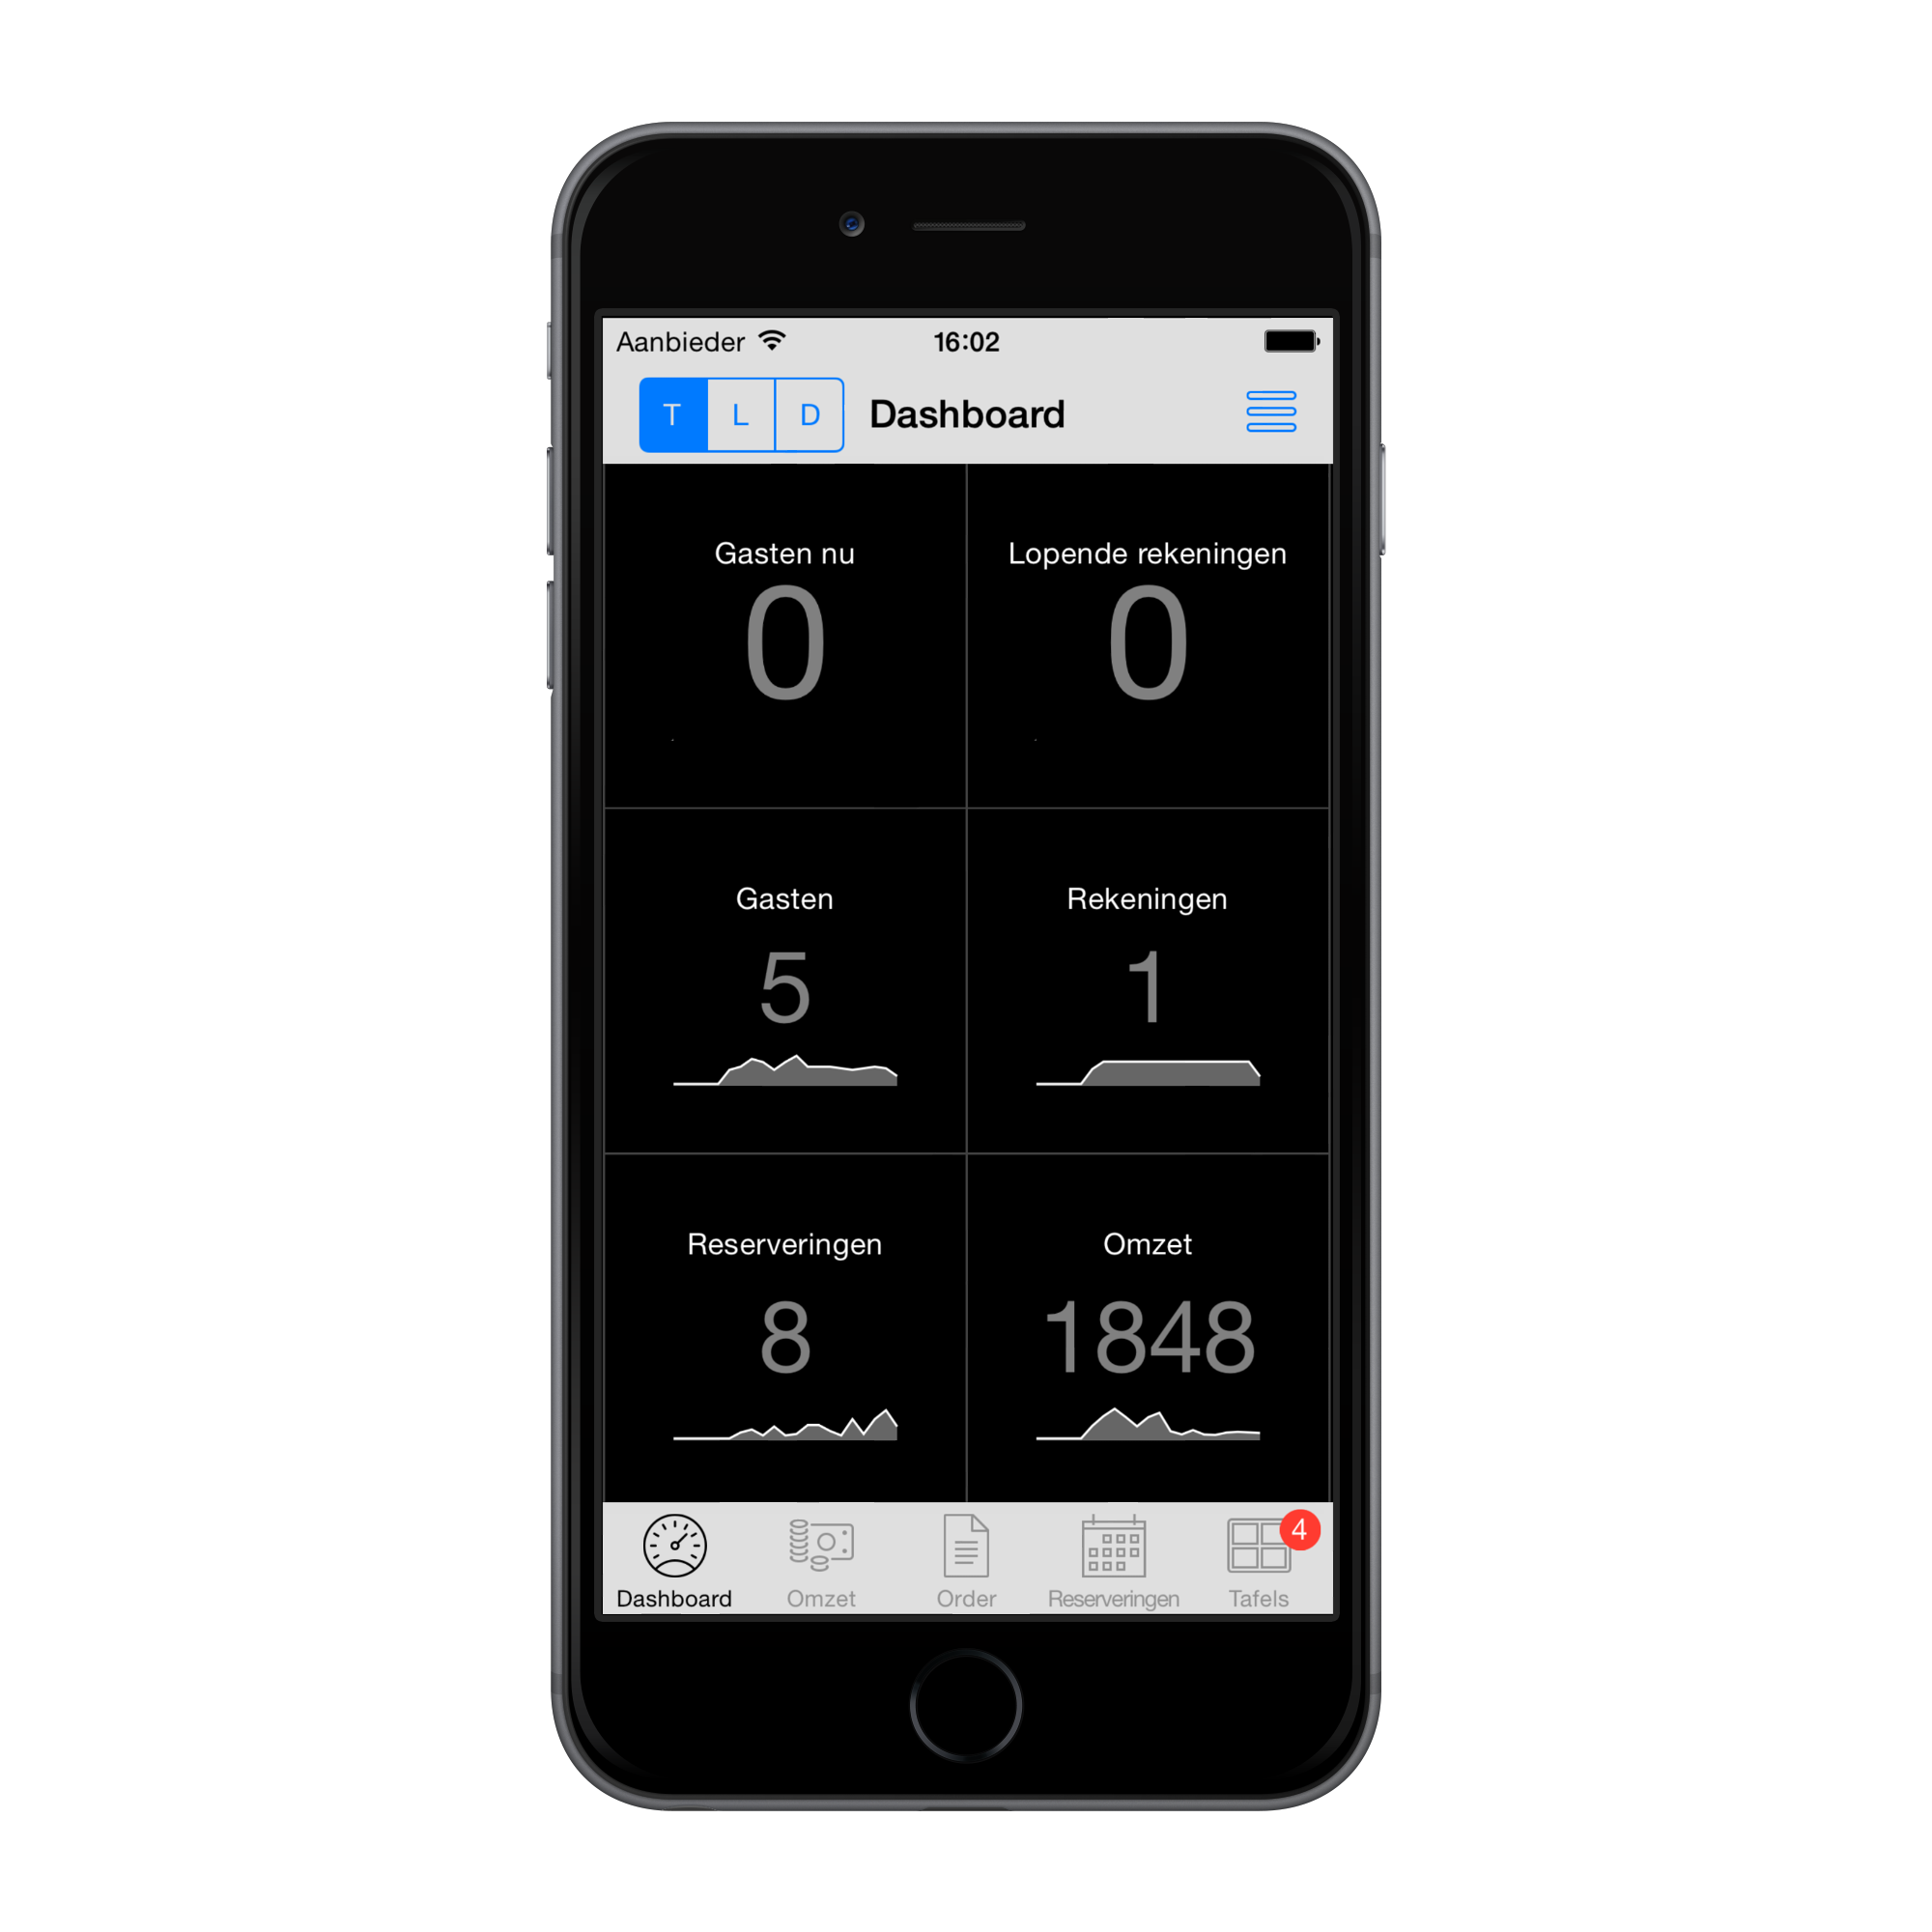 Aanbieder 16:02
T L D Dashboard
Gasten nu
0
Lopende rekeningen
0
Gasten
5
Rekeningen
1
Reserveringen
8
Omzet
1848
4
Dashboard Omzet Order Reserveringen Tafels